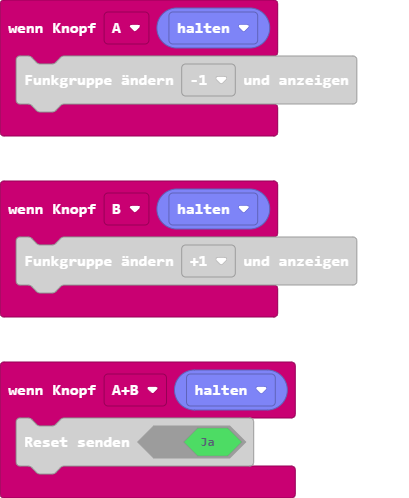 wenn Knopf A halten
Funkgruppe ändern -1 und anzeigen
wenn Knopf B halten
Funkgruppe ändern +1 und anzeigen
wenn Knopf A+B halten
Reset senden Ja